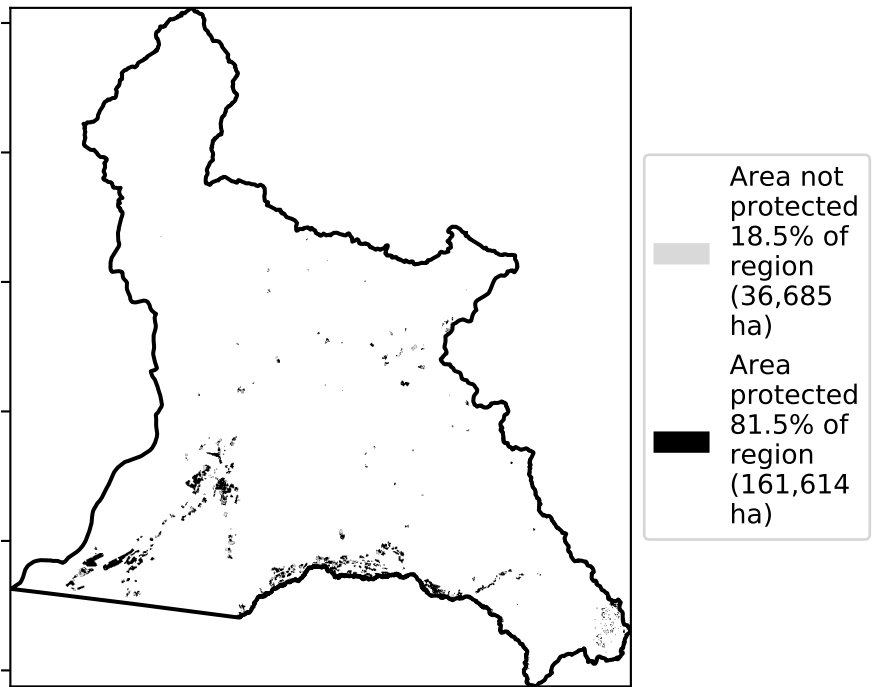 Area not
protected
18.5% of
region
(36,685
ha)
Area
protected
81.5% of
region
(161,614
ha)